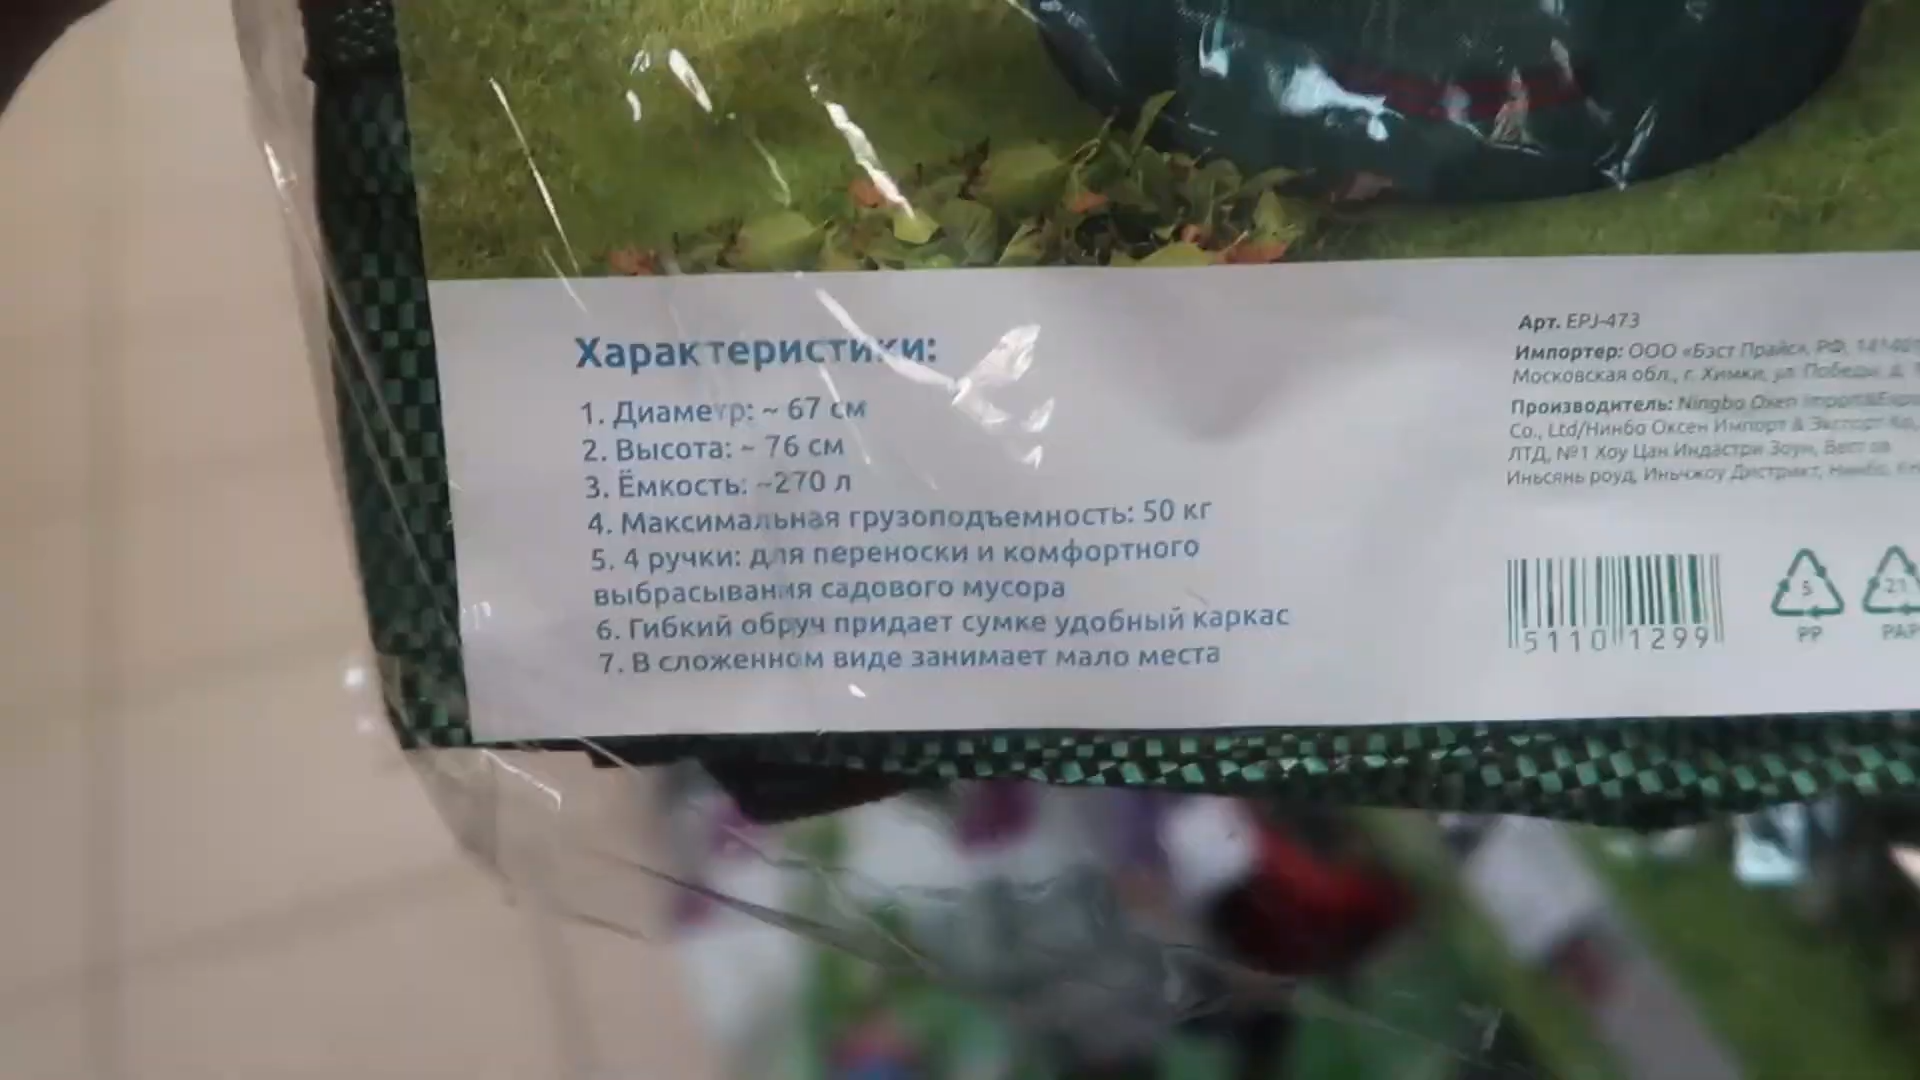 Характеристики:
1. Диаметр: ~ 67 см
2. Высота: ~ 76 см
3. Ёмкость: ~270 л
4. Максимальная грузоподъемность: 50 кг
5. 4 ручки: для переноски и комфортного
выбрасывания садового мусора
6. Гибкий обруч придает сумке удобный каркас
7. В сложенном виде занимает мало места
Арт. EPJ-473
Импортер: ООО «Бэст Прайс», РФ,
Московская обл., г. Химки, ул. Победы, д.
Производитель: Ningbo Oxen
Co., Ltd/Нинбо Оксен Импорт & Экспорт Ко,
ЛТД, №1 Хоу Цан Индастри Зоун, Вест
Иньсянь роуд, Иньчжоу Дистрикт, Нинбо,
5110 1299
5
PP
21
PAP